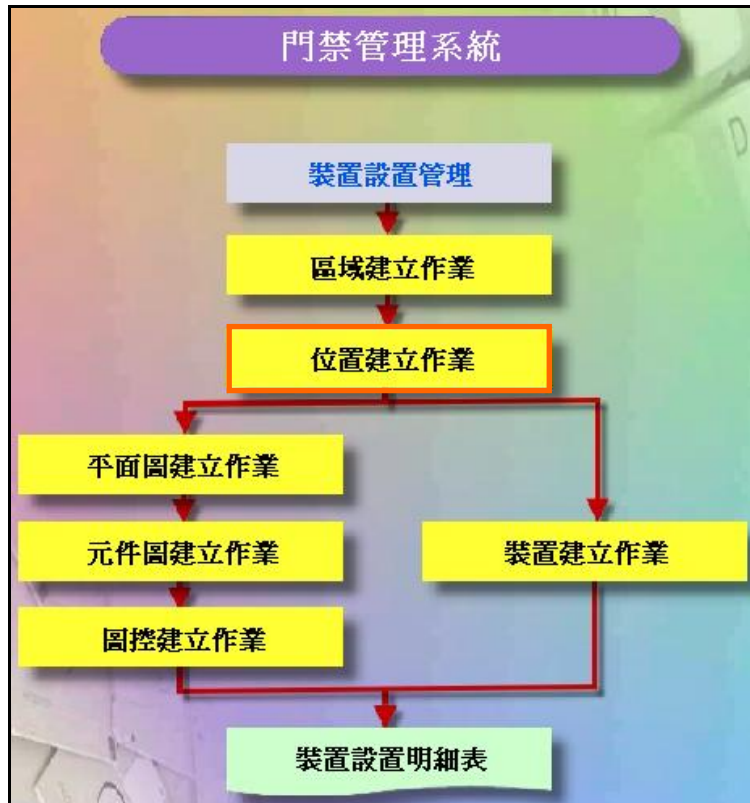 門禁管理系統
裝置設置管理
區域建立作業
位置建立作業
平面圖建立作業
元件圖建立作業
裝置建立作業
圖控建立作業
裝置設置明細表
D